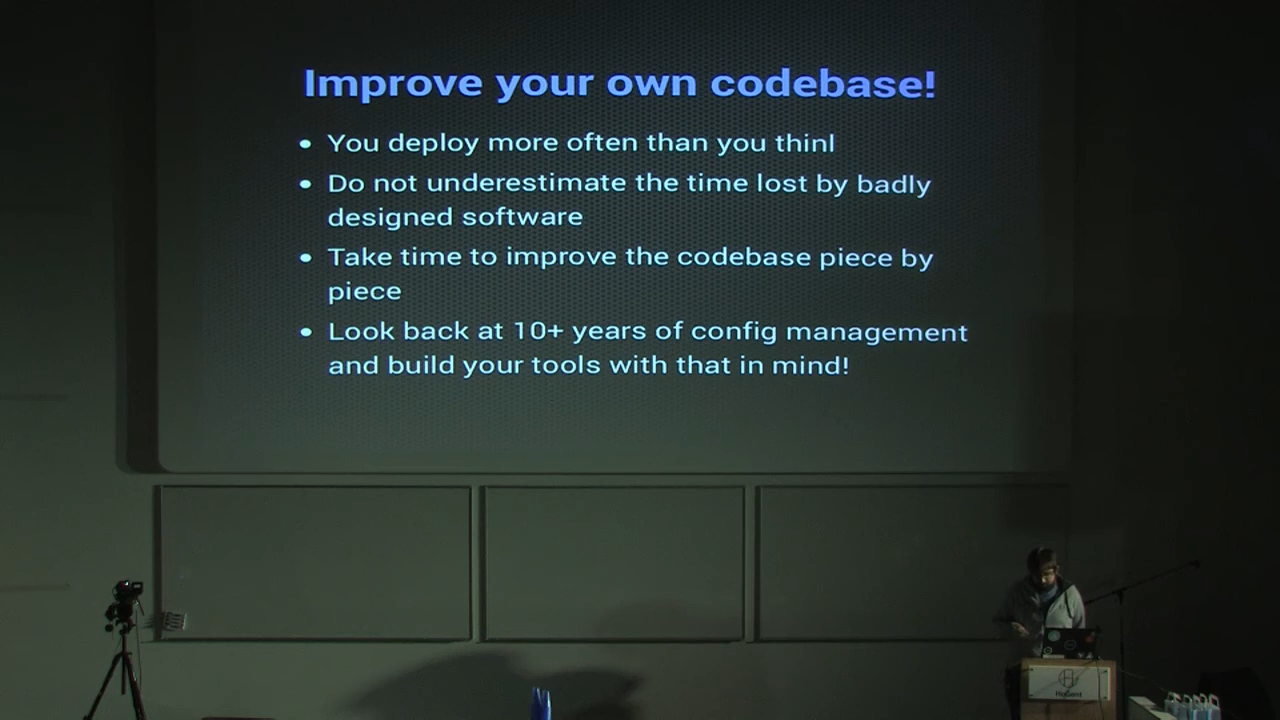 Improve your own codebase!
• You deploy more often than you thinl
• Do not underestimate the time lost by badly
designed software
• Take time to improve the codebase piece by
piece
• Look back at 10+ years of config management
and build your tools with that in mind!
HoGent